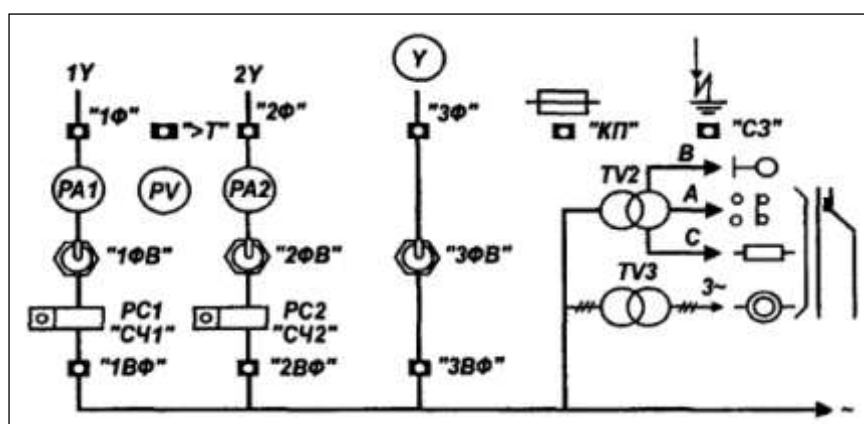 1Y 2Y Y
"1Ф" ">Т" "2Ф" "3Ф" "КП" "СЗ"
PA1 PV PA2 TV2 B
A
C
"1ФВ" "2ФВ" "3ФВ"
TV3 3~
PC1 PC2
"СЧ1" "СЧ2"
"1ВФ" "2ВФ" "3ВФ"
~